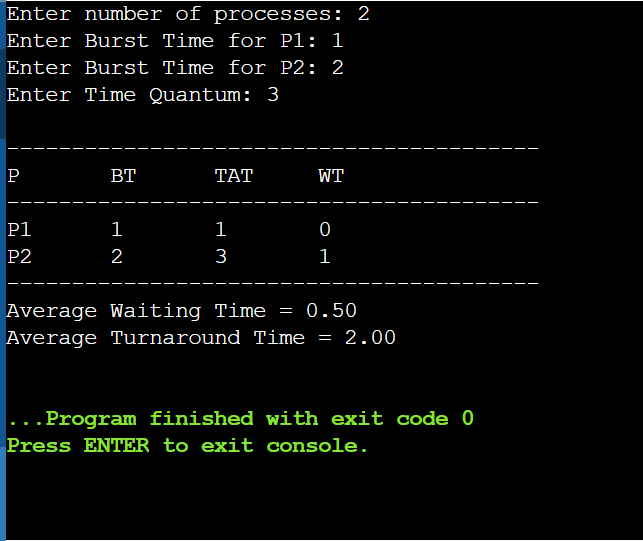 Enter number of processes: 2
Enter Burst Time for P1: 1
Enter Burst Time for P2: 2
Enter Time Quantum: 3
-----------------------------------------
P BT TAT WT
-----------------------------------------
P1 1 1 0
P2 2 3 1
-----------------------------------------
Average Waiting Time = 0.50
Average Turnaround Time = 2.00
...Program finished with exit code 0
Press ENTER to exit console.